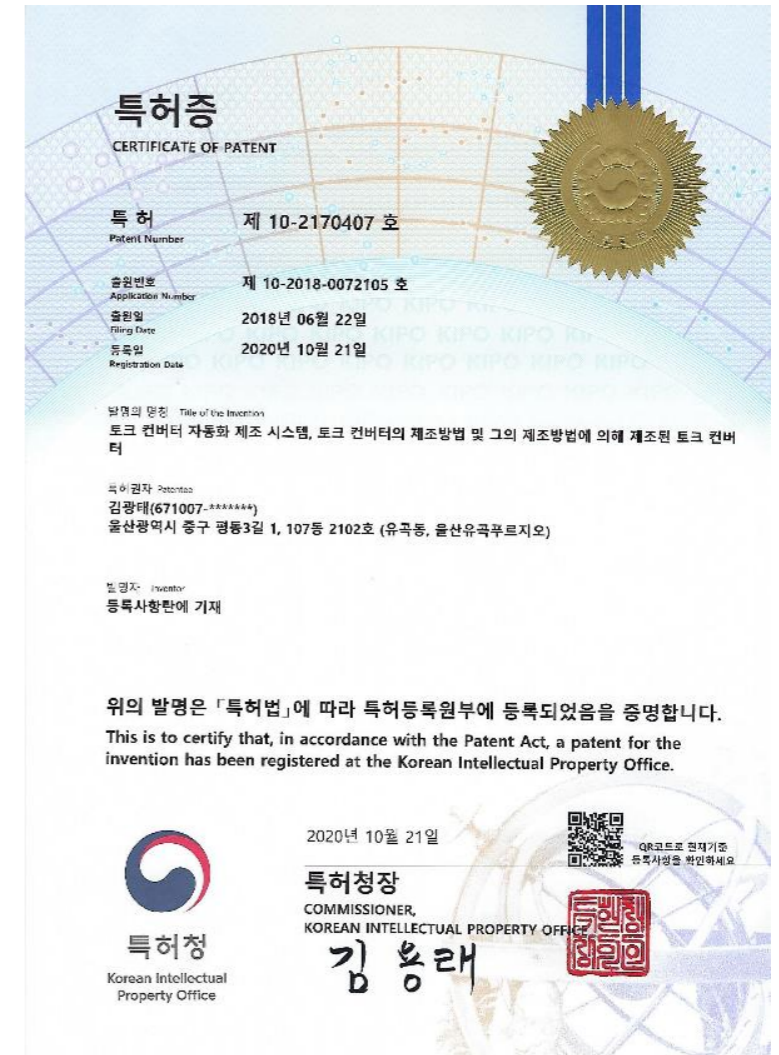 특허증
CERTIFICATE OF PATENT
특 허 제 10-2170407 호
Patent Number
출원번호 제 10-2018-0072105 호
Application Number
출원일 2018년 06월 22일
Filing Date
등록일 2020년 10월 21일
Registration Date
발명의 명칭 Title of the Invention
토크 컨버터 자동화 제조 시스템, 토크 컨버터의 제조방법 및 그의 제조방법에 의해 제조된 토크 컨버
터
특허권자 Patentee
김광태(671007-*******)
울산광역시 중구 평동3길 1, 107동 2102호 (유곡동, 울산유곡푸르지오)
발명자 Inventor
등록사항란에 기재
위의 발명은 「특허법」에 따라 특허등록원부에 등록되었음을 증명합니다.
This is to certify that, in accordance with the Patent Act, a patent for the
invention has been registered at the Korean Intellectual Property Office.
2020년 10월 21일
QR코드로 현재기준
등록사항을 확인하세요
특허청장
COMMISSIONER,
KOREAN INTELLECTUAL PROPERTY OFFICE
김용래
특허청
Korean Intellectual
Property Office